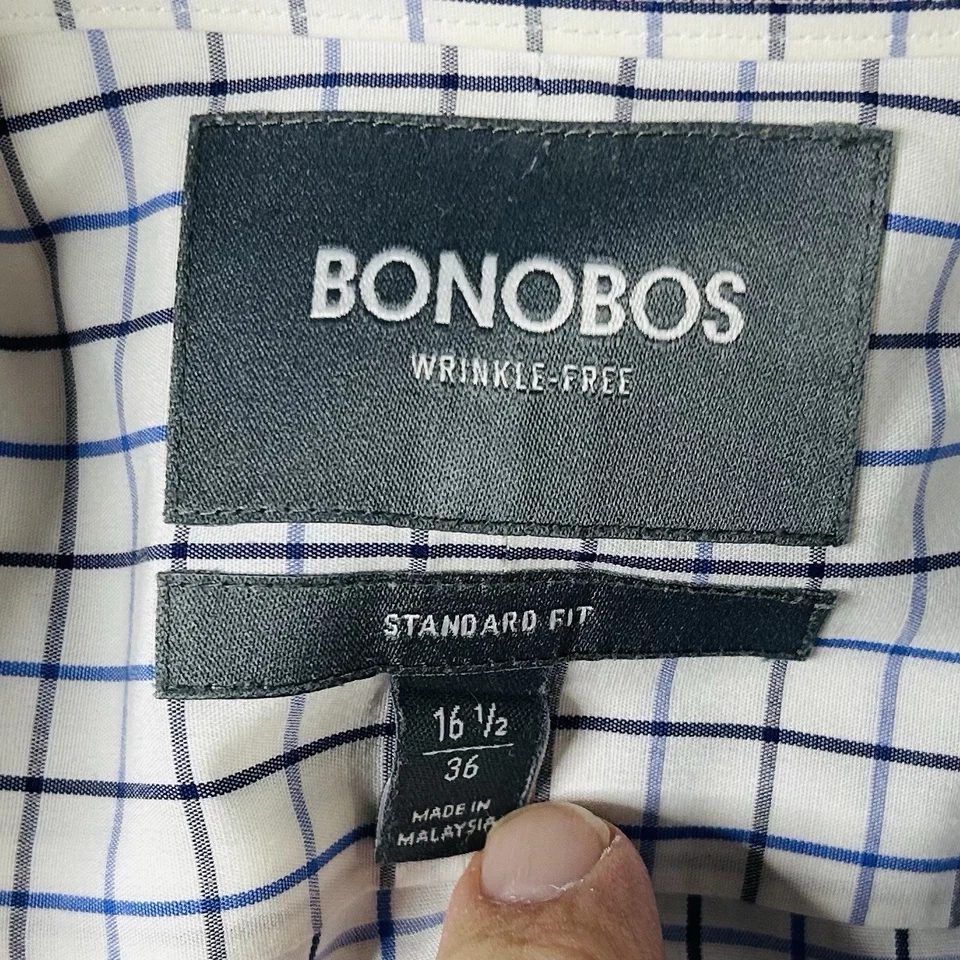 BONOBOS
WRINKLE-FREE
STANDARD FIT
16 1/2
36
MADE IN
MALAYSIA